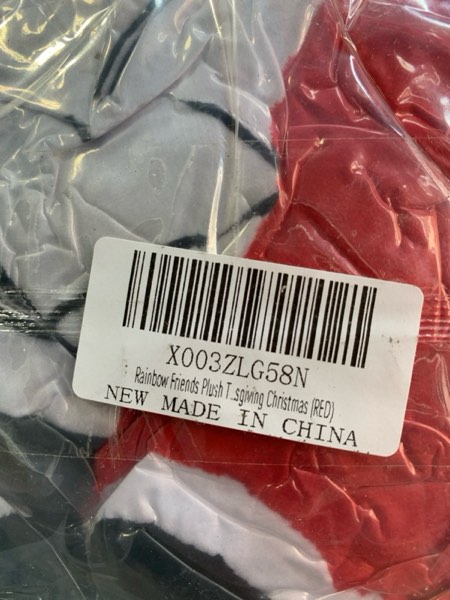 X003ZLG58N
Rainbow Friends Plush T...sgiving Christmas (RED)
NEW MADE IN CHINA